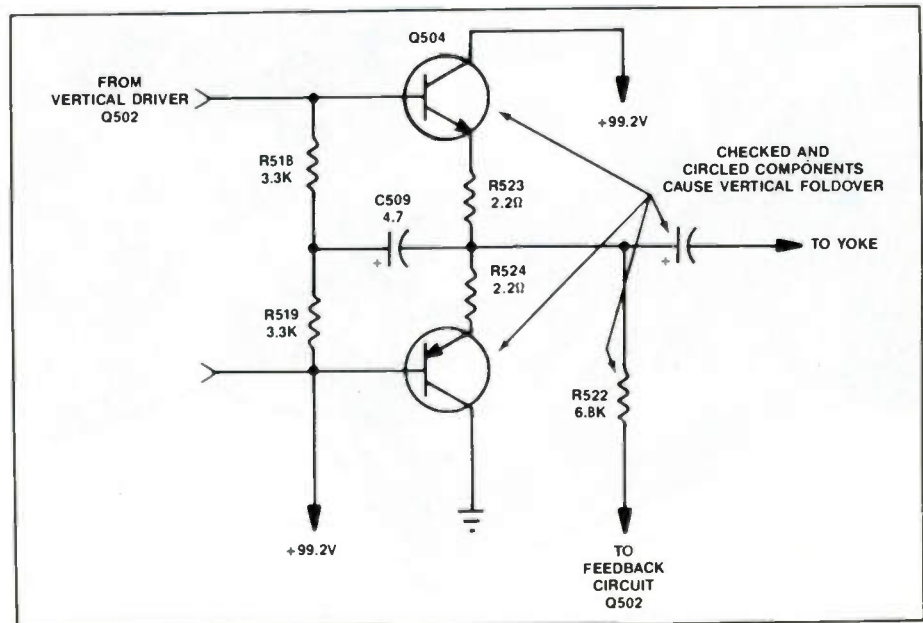 Q504
FROM
VERTICAL DRIVER
Q502
+99.2V
CHECKED AND
CIRCLED COMPONENTS
CAUSE VERTICAL FOLDOVER
R518
3.3K
R523
2.2Ω
C509
4.7
+
+
TO YOKE
R524
2.2Ω
R519
3.3K
R522
6.8K
+99.2V
TO
FEEDBACK
CIRCUIT
Q502